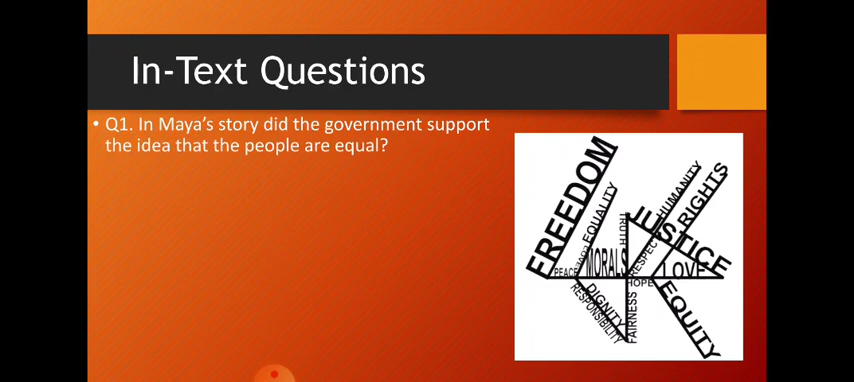 In-Text Questions
• Q1. In Maya's story did the government support
the idea that the people are equal?
FREEDOM
EQUALITY
TRUTH
HUMANITY
RIGHTS
JUSTICE
PEACE
LOVE
MORALS
RESPECT
LOVE
HOPE
DIGNITY
RESPONSIBILITY
FAIRNESS
EQUITY